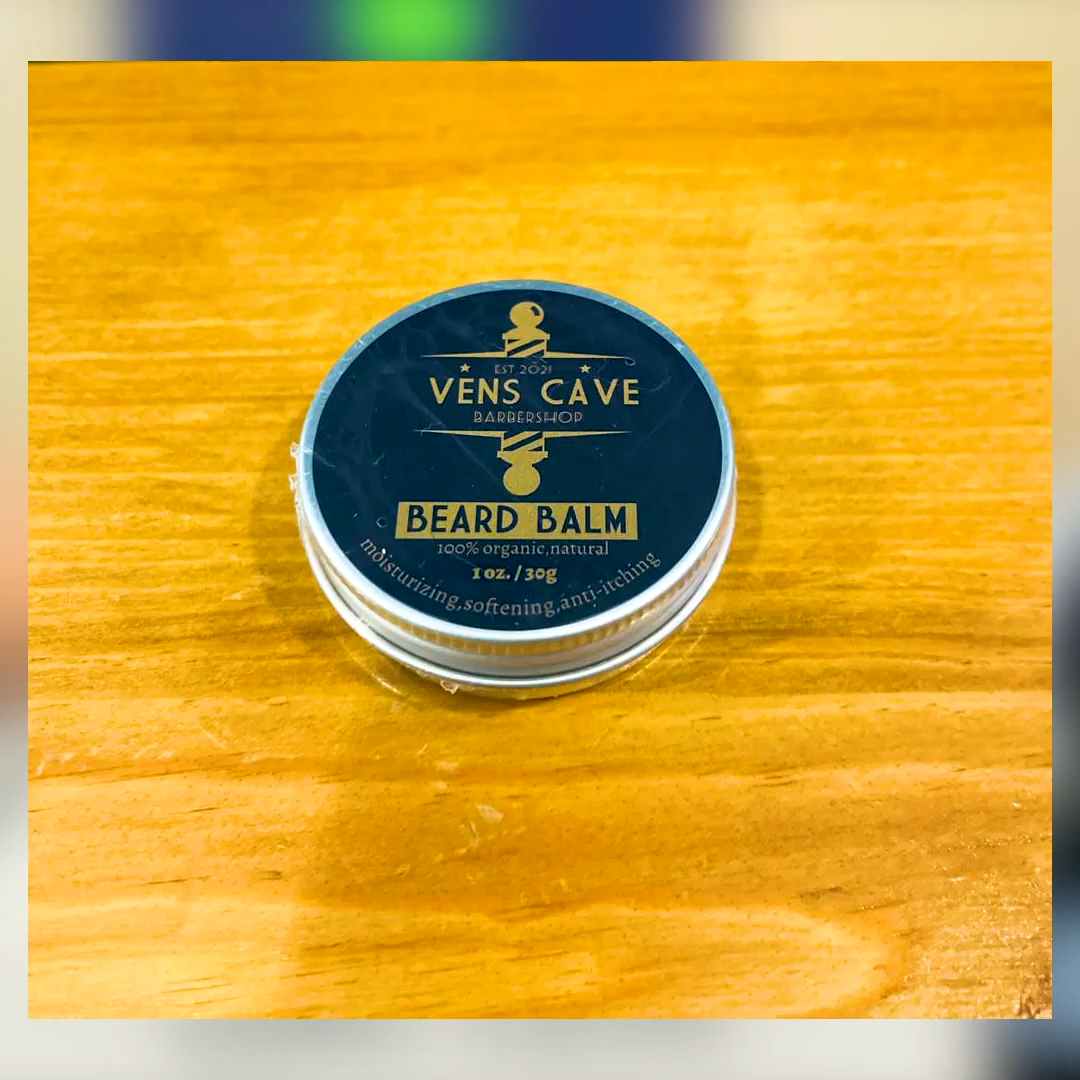 EST 2021
VENS CAVE
BARBERSHOP
BEARD BALM
100% organic,natural
1 oz. / 30g
moisturizing,softening,anti-itching